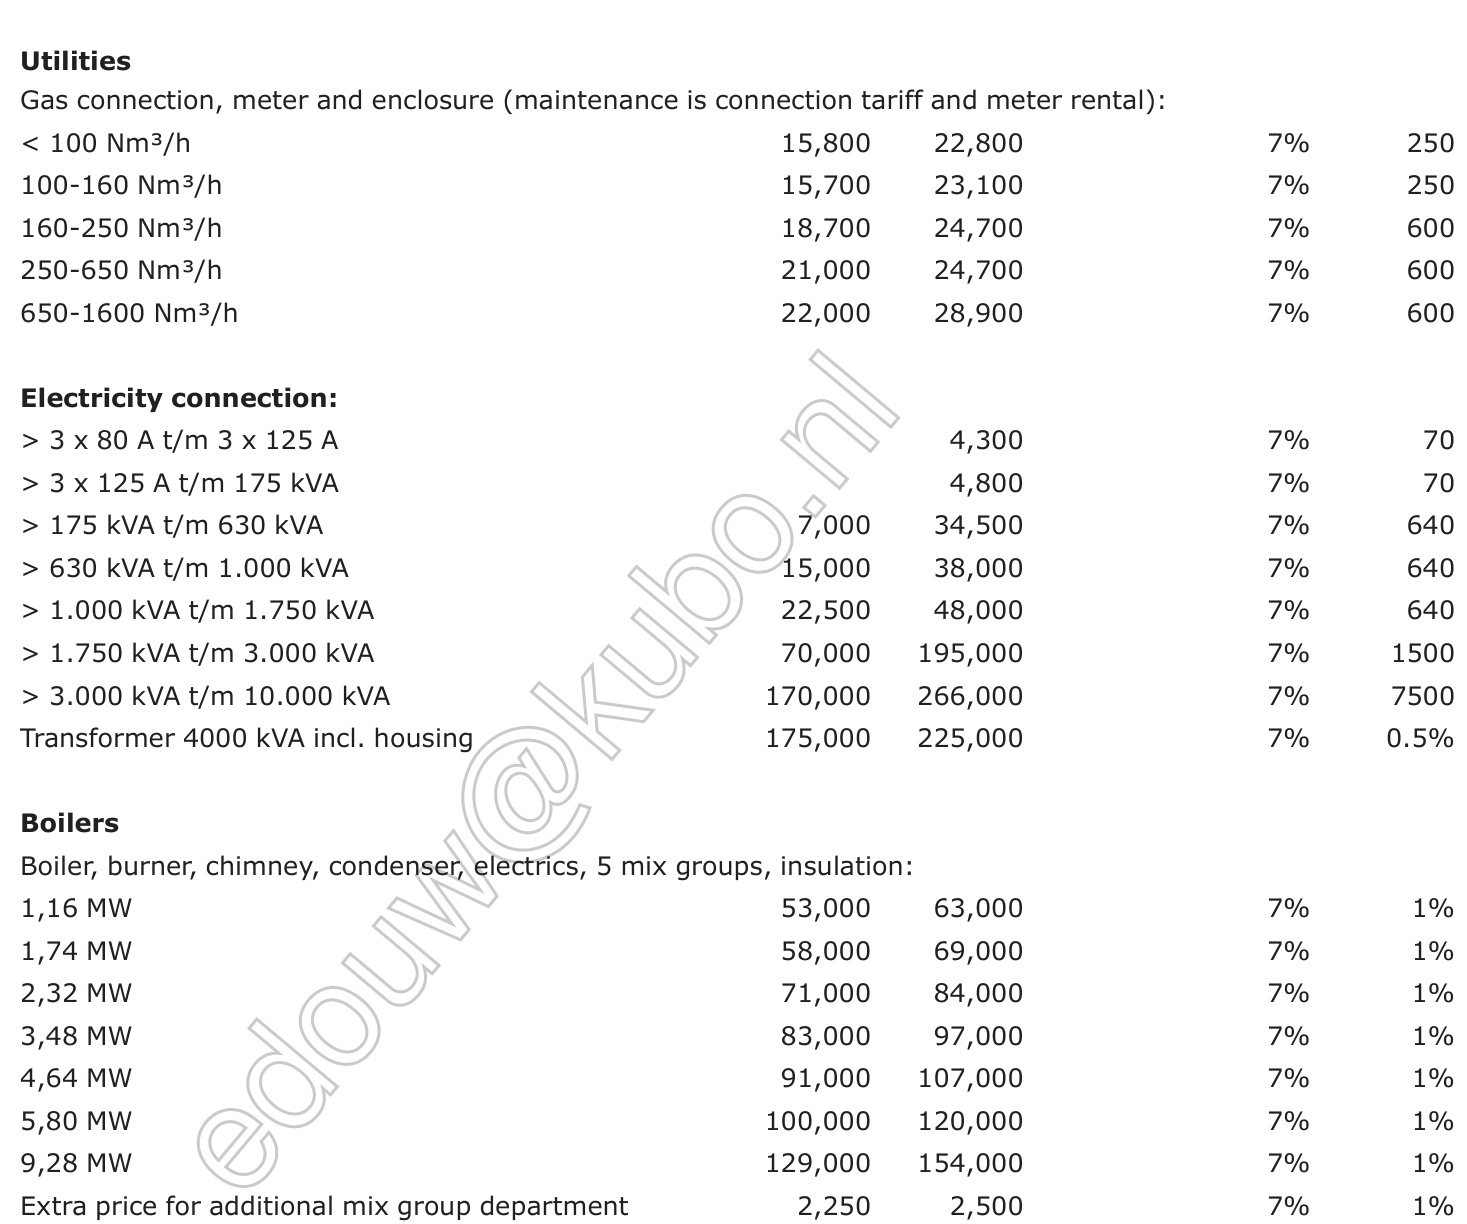 Utilities
Gas connection, meter and enclosure (maintenance is connection tariff and meter rental):
< 100 Nm³/h 15,800 22,800 7% 250
100-160 Nm³/h 15,700 23,100 7% 250
160-250 Nm³/h 18,700 24,700 7% 600
250-650 Nm³/h 21,000 24,700 7% 600
650-1600 Nm³/h 22,000 28,900 7% 600
Electricity connection:
> 3 x 80 A t/m 3 x 125 A 4,300 7% 70
> 3 x 125 A t/m 175 kVA 4,800 7% 70
> 175 kVA t/m 630 kVA 7,000 34,500 7% 640
> 630 kVA t/m 1.000 kVA 15,000 38,000 7% 640
> 1.000 kVA t/m 1.750 kVA 22,500 48,000 7% 640
> 1.750 kVA t/m 3.000 kVA 70,000 195,000 7% 1500
> 3.000 kVA t/m 10.000 kVA 170,000 266,000 7% 7500
Transformer 4000 kVA incl. housing 175,000 225,000 7% 0.5%
Boilers
Boiler, burner, chimney, condenser, electrics, 5 mix groups, insulation:
1,16 MW 53,000 63,000 7% 1%
1,74 MW 58,000 69,000 7% 1%
2,32 MW 71,000 84,000 7% 1%
3,48 MW 83,000 97,000 7% 1%
4,64 MW 91,000 107,000 7% 1%
5,80 MW 100,000 120,000 7% 1%
9,28 MW 129,000 154,000 7% 1%
Extra price for additional mix group department 2,250 2,500 7% 1%
edouw@kubo.nl